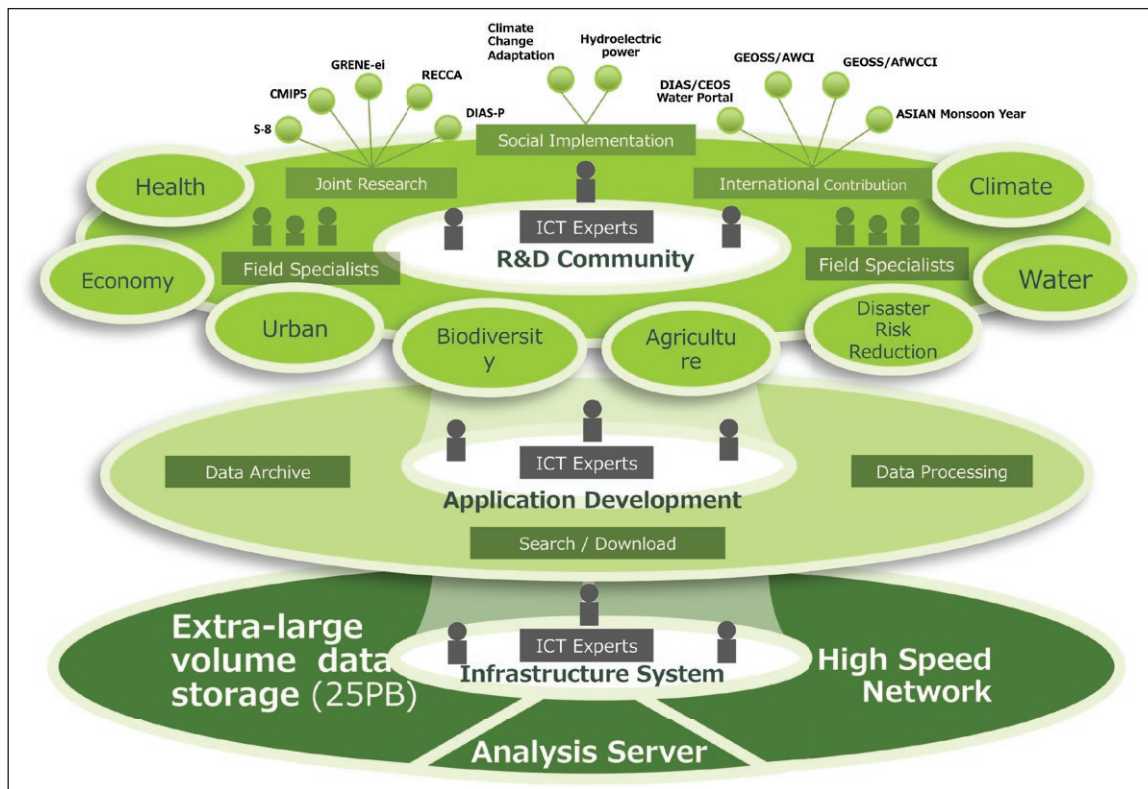 Climate
Change
Adaptation
Hydroelectric
power
GRENE-ei
RECCA
CMIP5
S-8
DIAS-P
GEOSS/AWCI
GEOSS/AfWCCI
DIAS/CEOS
Water Portal
ASIAN Monsoon Year
Social Implementation
Joint Research
International Contribution
Health
Climate
ICT Experts
R&D Community
Field Specialists
Field Specialists
Economy
Water
Urban
Biodiversit
y
Agricultu
re
Disaster
Risk
Reduction
ICT Experts
Data Archive
Data Processing
Application Development
Search / Download
Extra-large
volume data
storage (25PB)
ICT Experts
Infrastructure System
High Speed
Network
Analysis Server